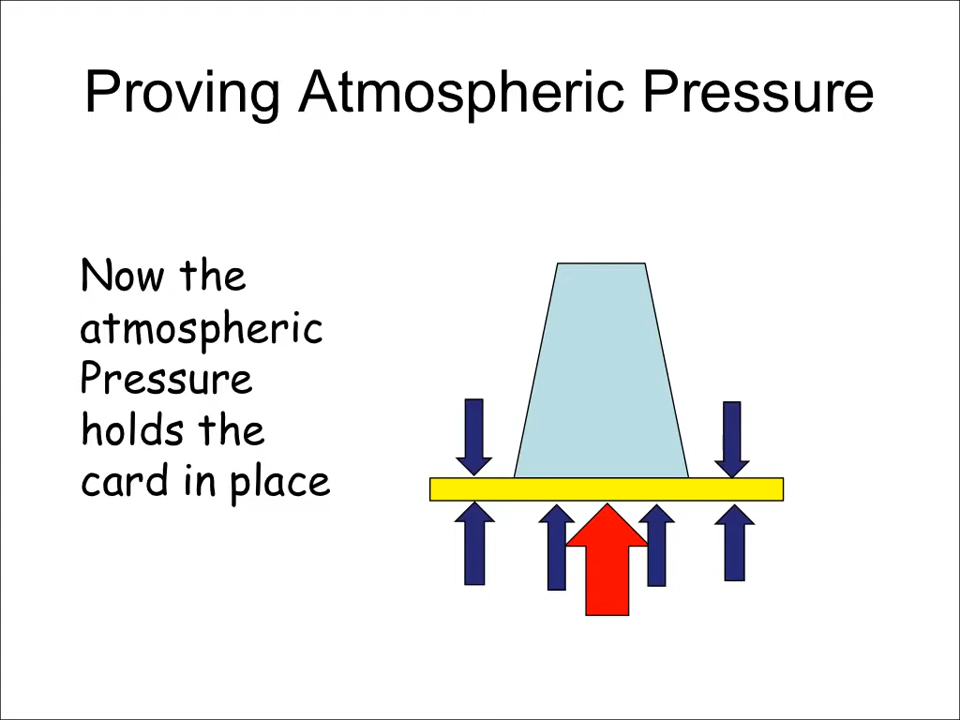 Proving Atmospheric Pressure
Now the
atmospheric
Pressure
holds the
card in place